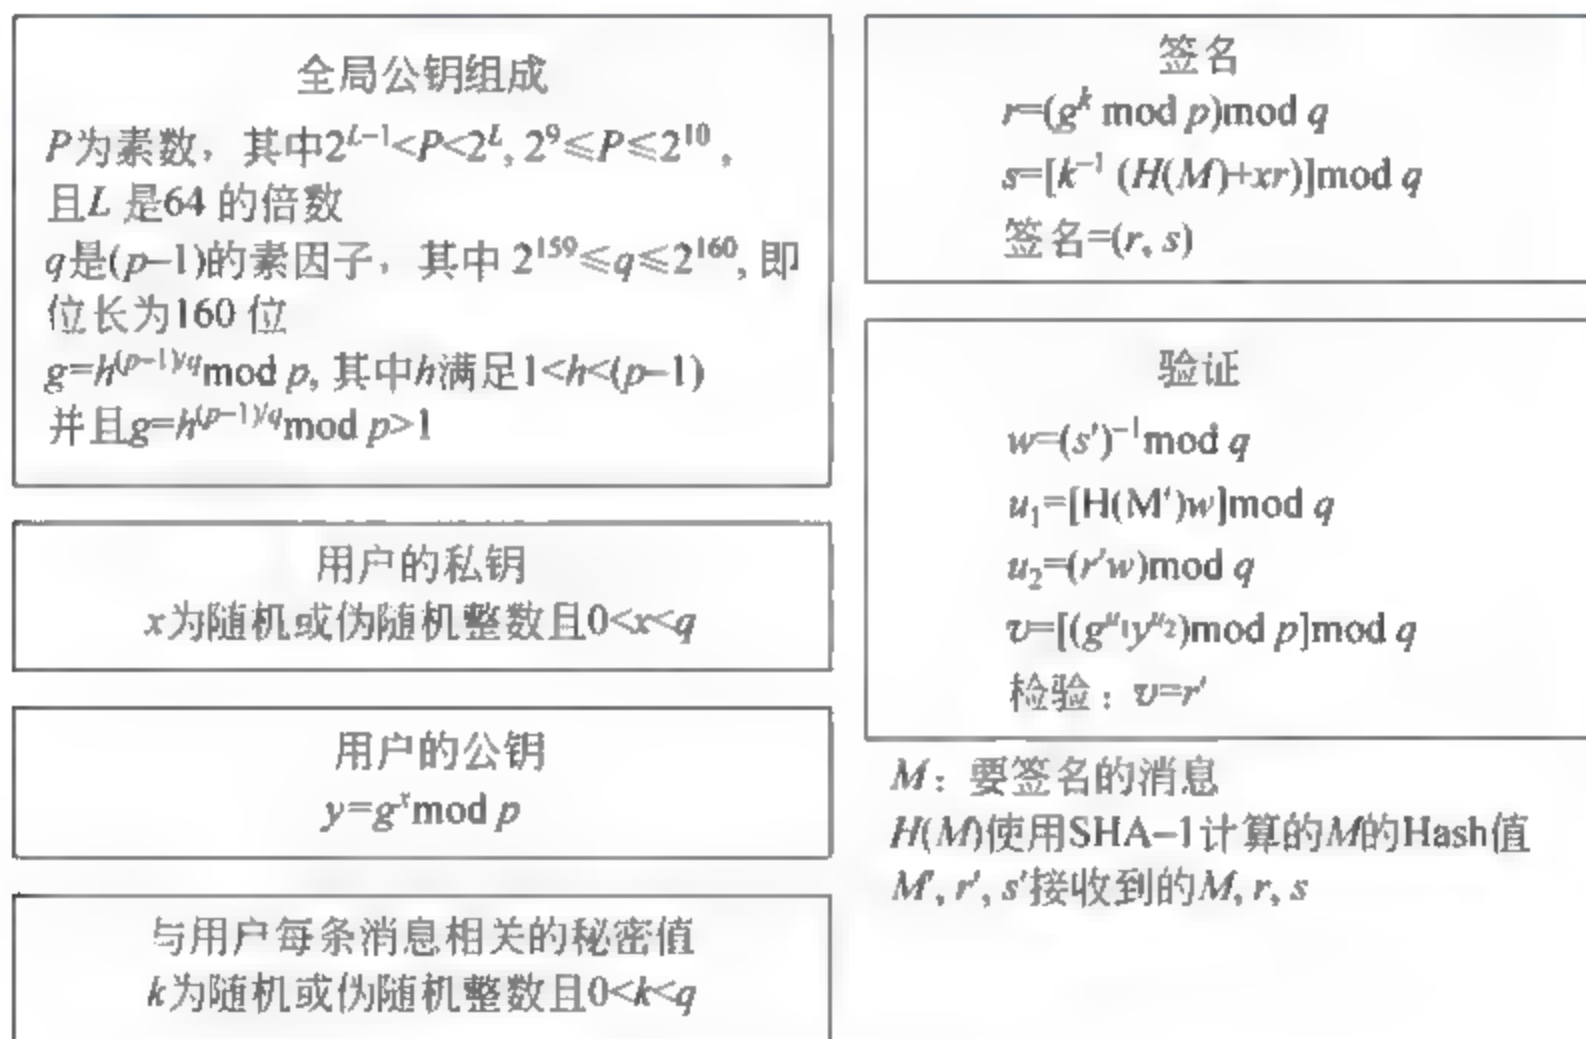 全局公钥组成
P为素数，其中2^{L-1}<P<2^L, 2^9≤P≤2^{10}，
且L 是64 的倍数
q是(p-1)的素因子，其中 2^{159}≤q≤2^{160}, 即
位长为160 位
g=h^{(p-1)/q}mod p, 其中h满足1<h<(p-1)
并且g=h^{(p-1)/q}mod p>1
用户的私钥
x为随机或伪随机整数且0<x<q
用户的公钥
y=g^x mod p
与用户每条消息相关的秘密值
k为随机或伪随机整数且0<k<q
签名
r=(g^k mod p)mod q
s=[k^{-1} (H(M)+xr)]mod q
签名=(r, s)
验证
w=(s')^{-1}mod q
u_1=[H(M')w]mod q
u_2=(r'w)mod q
v=[(g^{u_1}y^{u_2})mod p]mod q
检验：v=r'
M：要签名的消息
H(M)使用SHA-1计算的M的Hash值
M', r', s'接收到的M, r, s